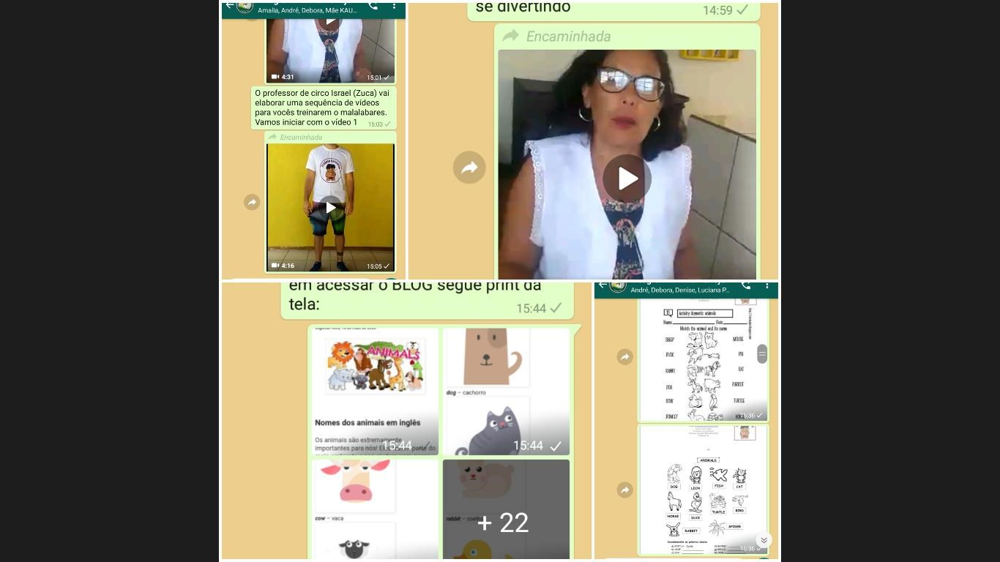 Amalia, André, Debora, Mãe KAU...
4:31
15:01
O professor de circo Israel (Zuca) vai
elaborar uma sequência de vídeos
para vocês treinarem o malalabares.
Vamos iniciar com o vídeo 1
15:03
Encaminhada
4:16
15:05
se divertindo
14:59
Encaminhada
em acessar o BLOG segue print da
tela:
15:44
ANIMALS
Nomes dos animais em inglês
Os animais são extremamente
importantes para nós!
15:44
dog – cachorro
15:44
cow – vaca
rabbit – coelho
+ 22
André, Debora, Denise, Luciana P...
Activity domestic animals
Name
Date
Match the animal and its name
SHEEP
MOUSE
DUCK
PIG
RABBIT
CAT
DOG
PARROT
COW
TURTLE
DONKEY
15:36
ANIMALS
DOG
LION
FISH
CAT
HORSE
DUCK
TURTLE
BIRD
RABBIT
SPIDER
15:36